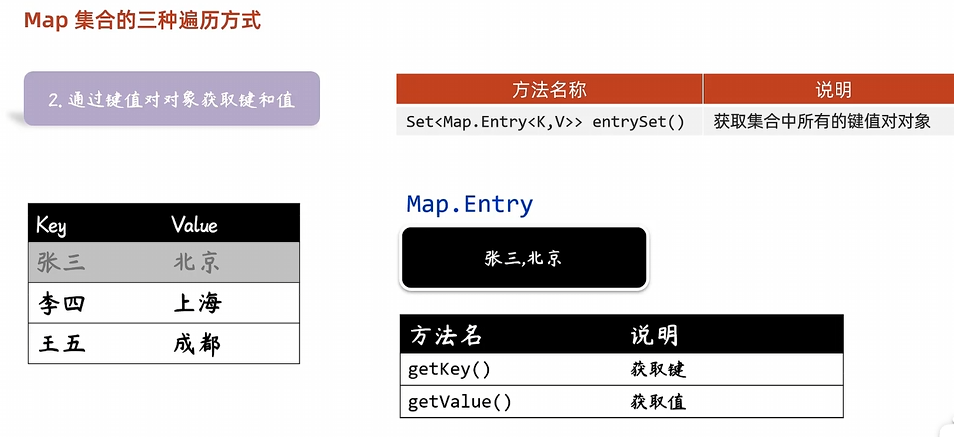 Map 集合的三种遍历方式
2. 通过键值对对象获取键和值
方法名称 说明
Set<Map.Entry<K,V>> entrySet() 获取集合中所有的键值对对象
Key Value
张三 北京
李四 上海
王五 成都
Map.Entry
张三,北京
方法名 说明
getKey() 获取键
getValue() 获取值